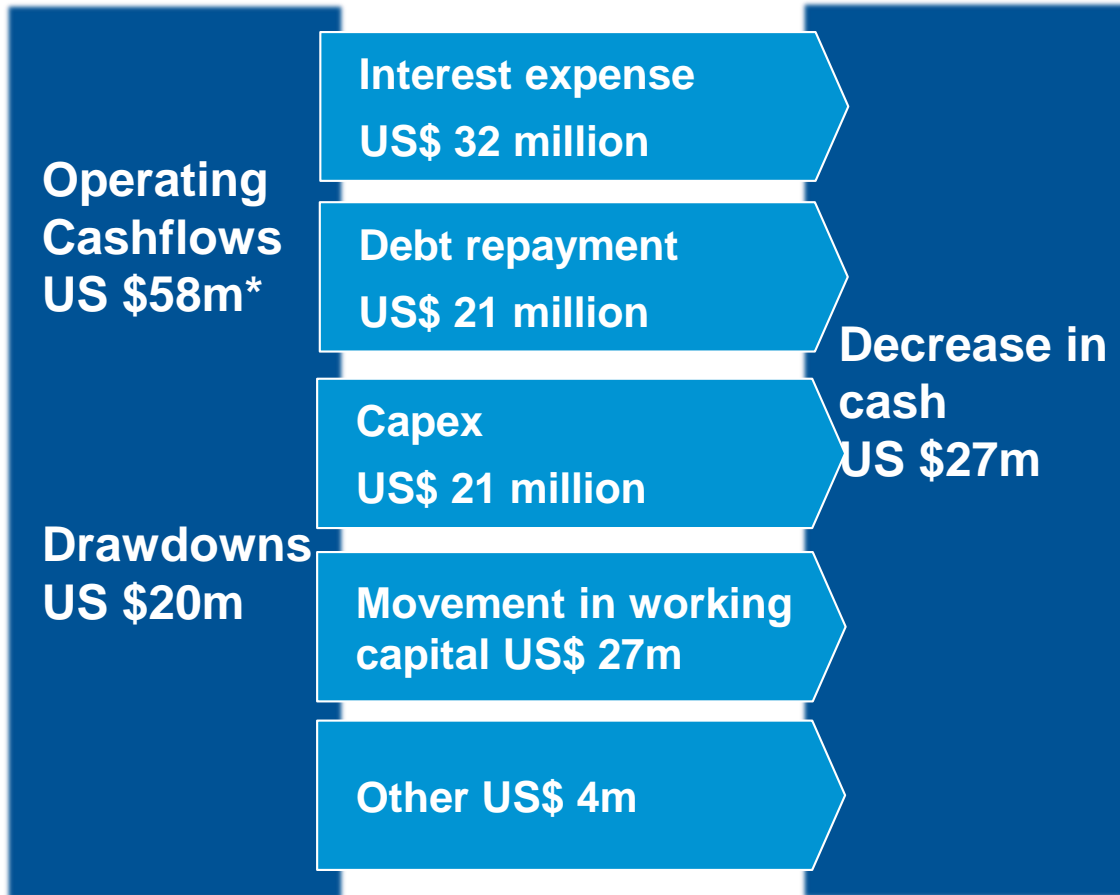 Operating
Cashflows
US $58m*
Drawdowns
US $20m
Interest expense
US$ 32 million
Debt repayment
US$ 21 million
Capex
US$ 21 million
Movement in working
capital US$ 27m
Other US$ 4m
Decrease in
cash
US $27m